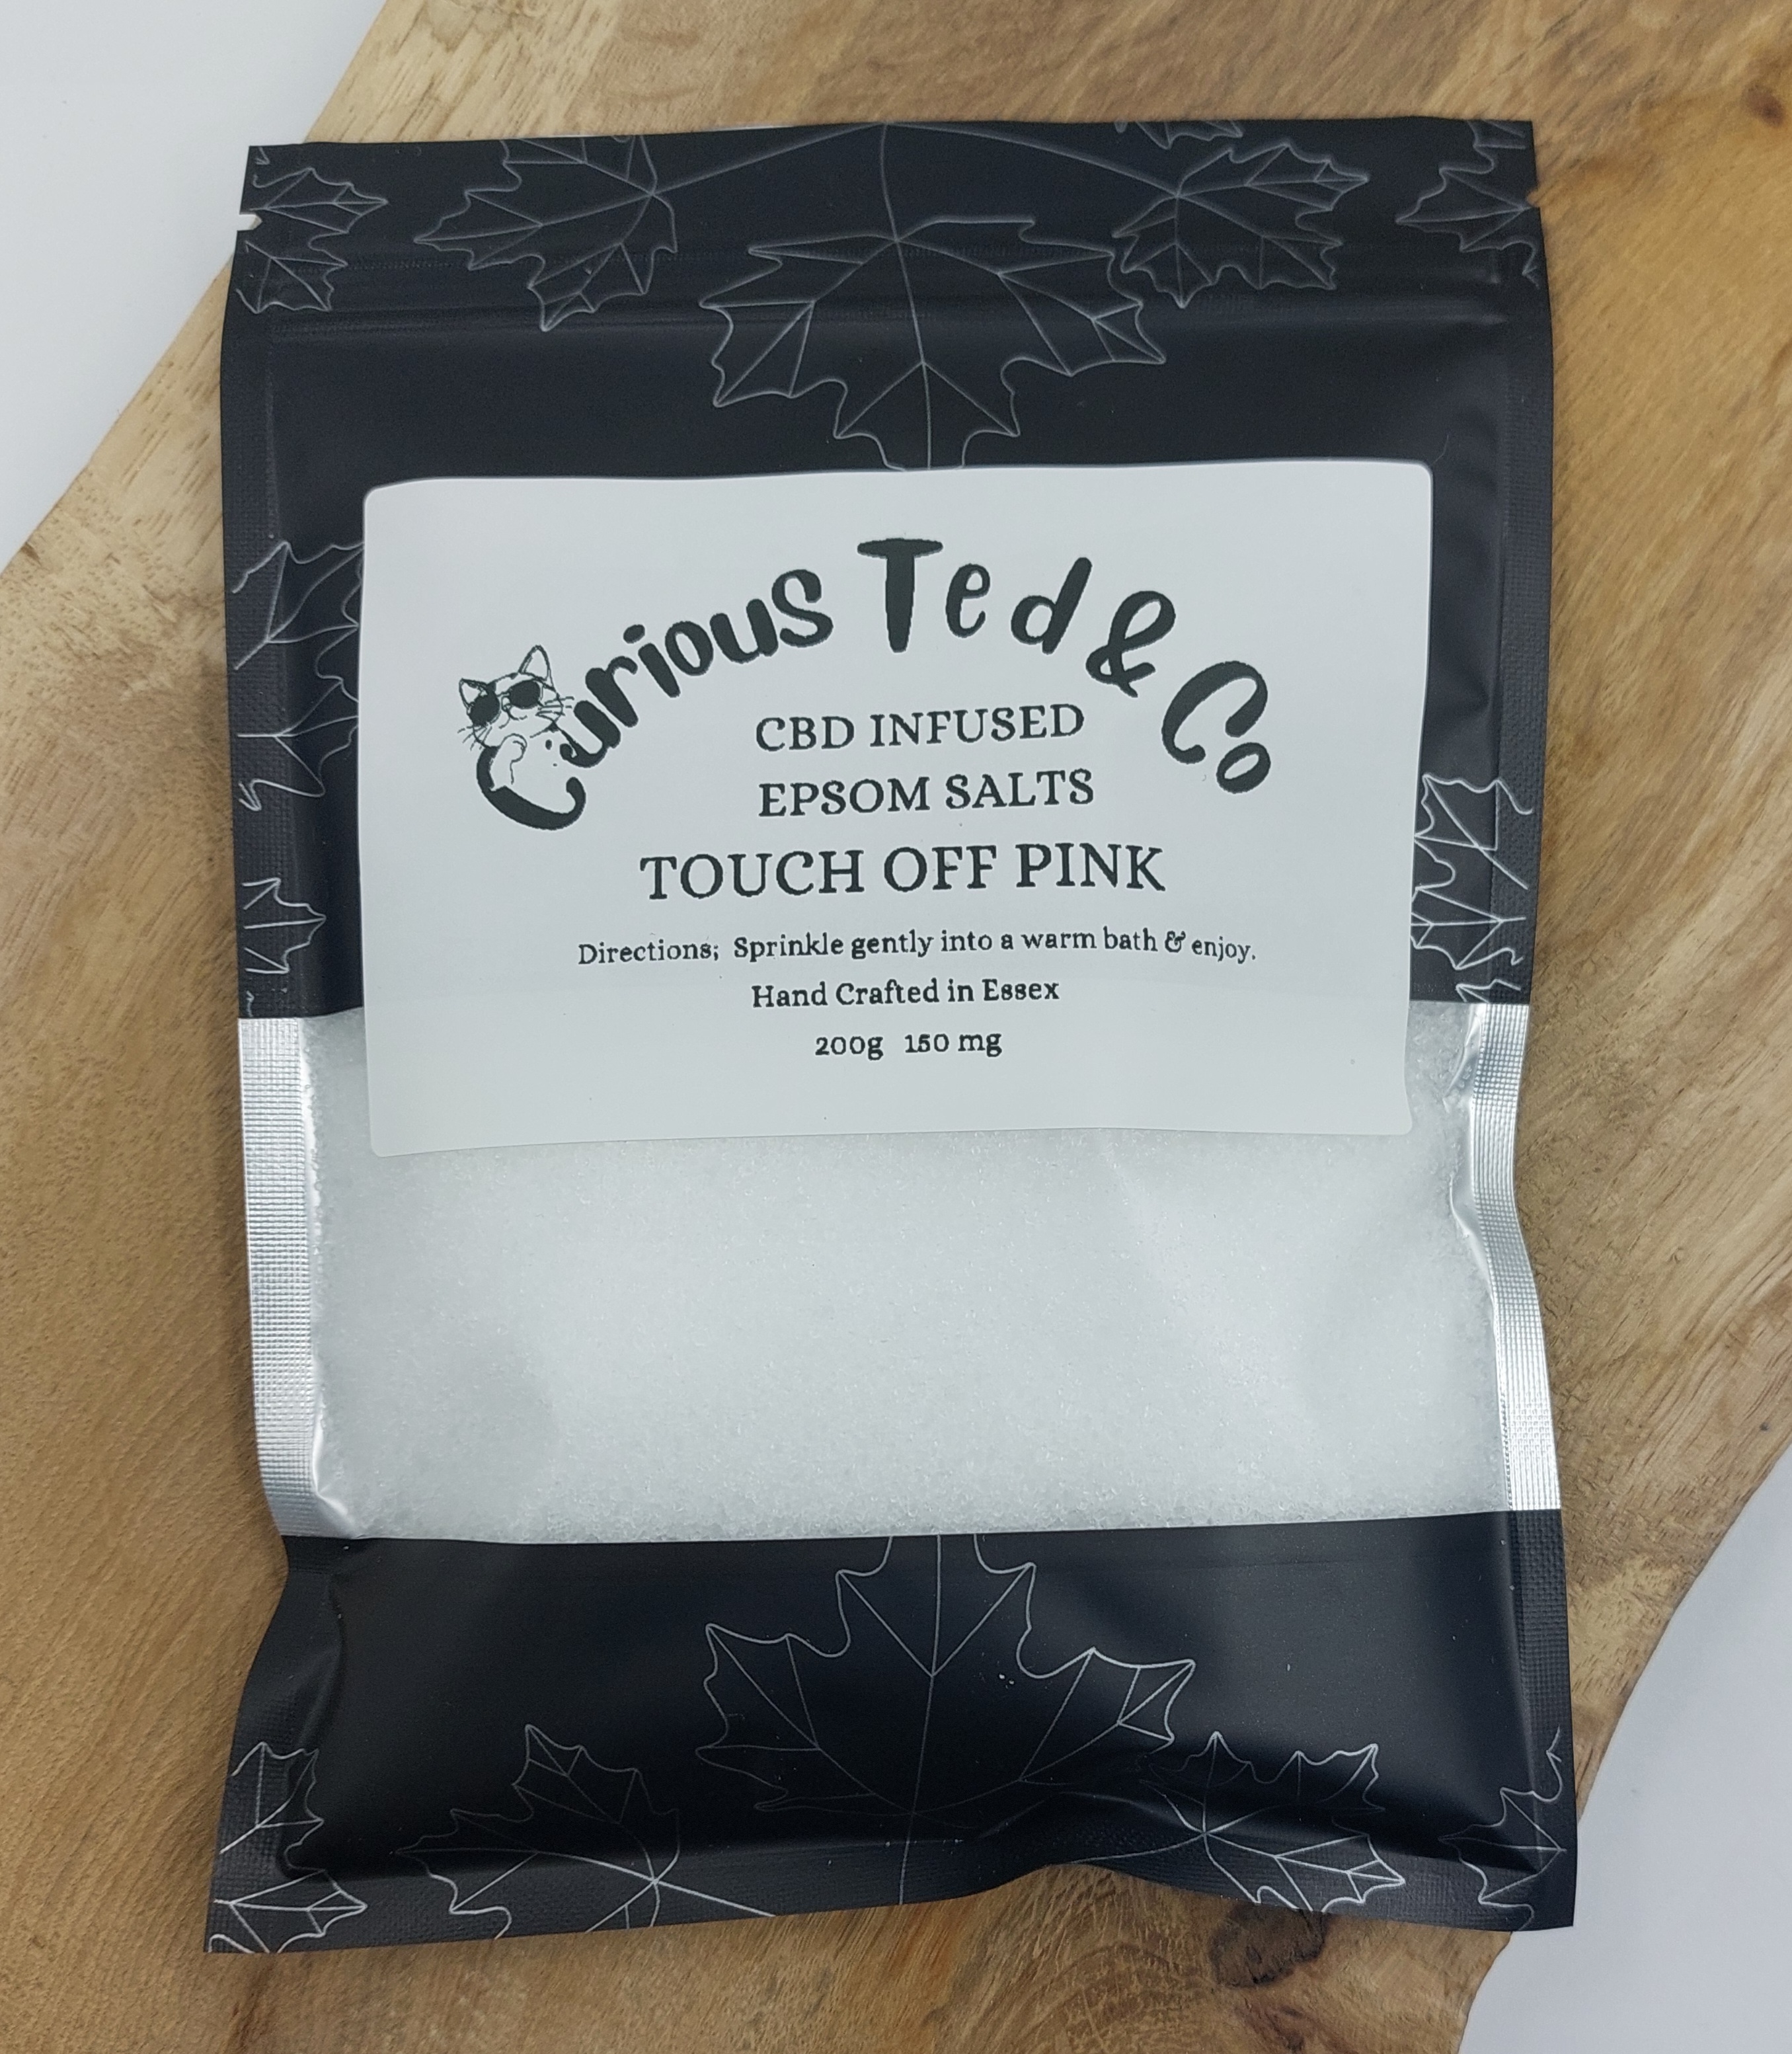 Curious Ted & Co
CBD INFUSED
EPSOM SALTS
TOUCH OFF PINK
Directions; Sprinkle gently into a warm bath & enjoy.
Hand Crafted in Essex
200g 150 mg